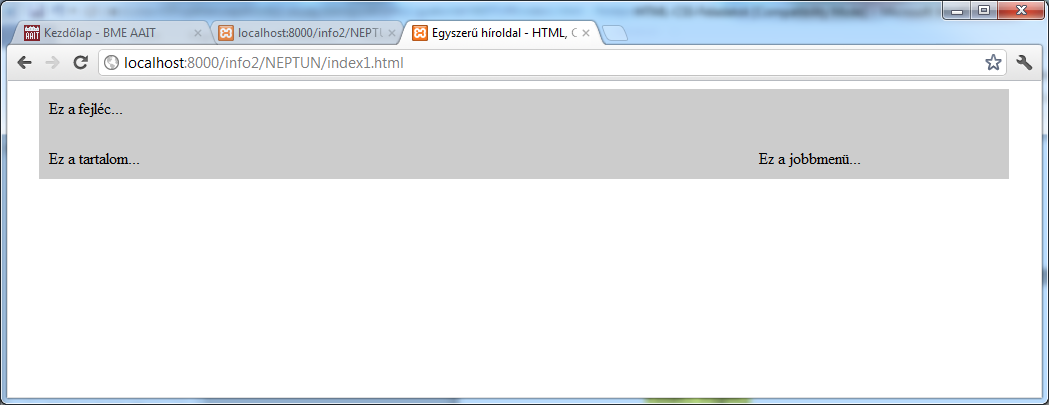 Kezdőlap - BME AAIT
localhost:8000/info2/NEPTU
Egyszerű híroldal - HTML, C
localhost:8000/info2/NEPTUN/index1.html
Ez a fejléc...
Ez a tartalom...
Ez a jobbmenü...